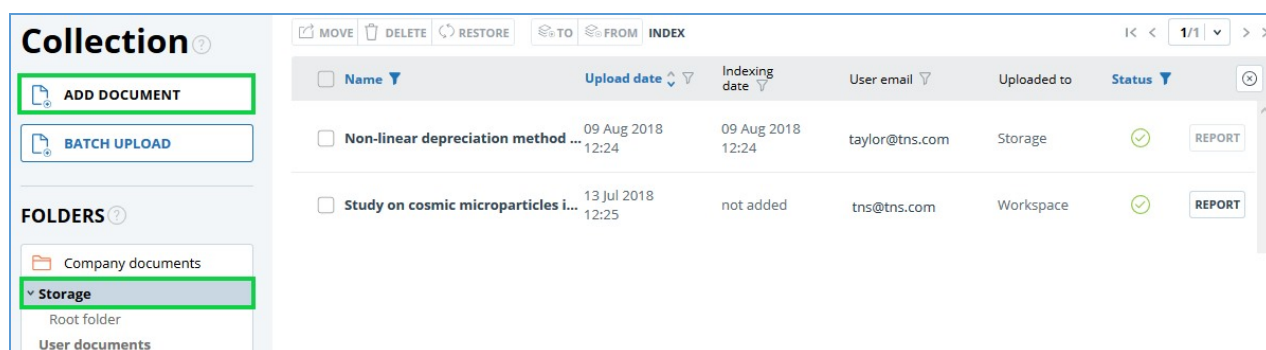 Collection ?
ADD DOCUMENT
BATCH UPLOAD
FOLDERS ?
Company documents
Storage
Root folder
User documents
MOVE DELETE RESTORE TO FROM INDEX 1/1
Name Upload date Indexing date User email Uploaded to Status
Non-linear depreciation method ... 09 Aug 2018 12:24 09 Aug 2018 12:24 taylor@tns.com Storage REPORT
Study on cosmic microparticles i... 13 Jul 2018 12:25 not added tns@tns.com Workspace REPORT